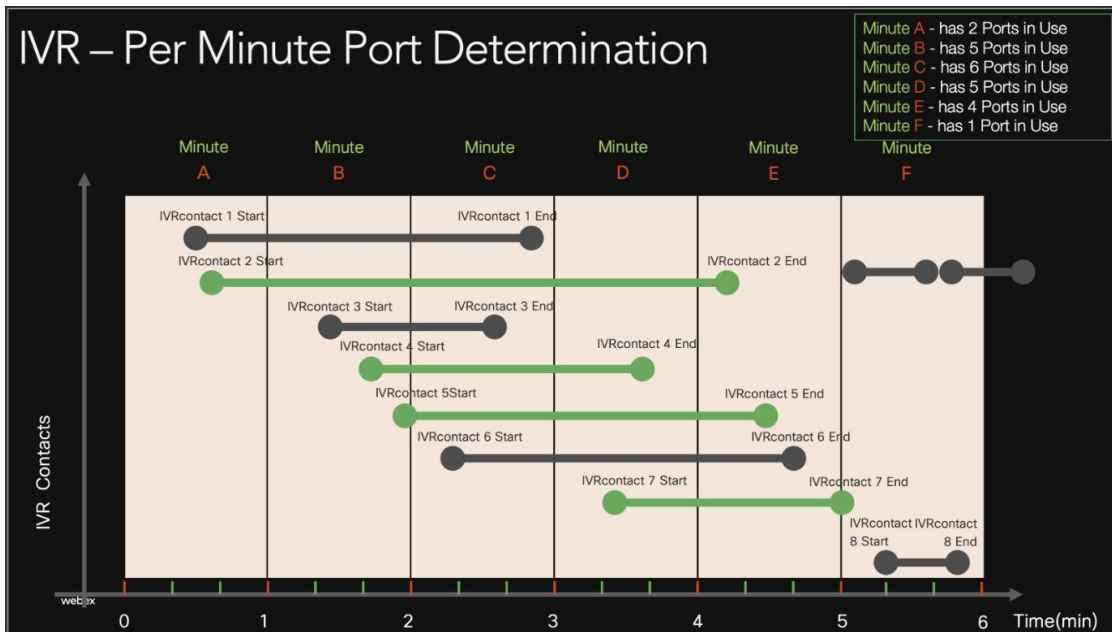 IVR – Per Minute Port Determination
Minute A - has 2 Ports in Use
Minute B - has 5 Ports in Use
Minute C - has 6 Ports in Use
Minute D - has 5 Ports in Use
Minute E - has 4 Ports in Use
Minute F - has 1 Port in Use
Minute Minute Minute Minute Minute Minute
A B C D E F
IVRcontact 1 Start IVRcontact 1 End
IVRcontact 2 Start IVRcontact 2 End
IVRcontact 3 Start IVRcontact 3 End
IVRcontact 4 Start IVRcontact 4 End
IVRcontact 5Start IVRcontact 5 End
IVRcontact 6 Start IVRcontact 6 End
IVRcontact 7 Start IVRcontact 7 End
IVRcontact IVRcontact
8 Start 8 End
IVR Contacts
webex
0 1 2 3 4 5 6 Time(min)